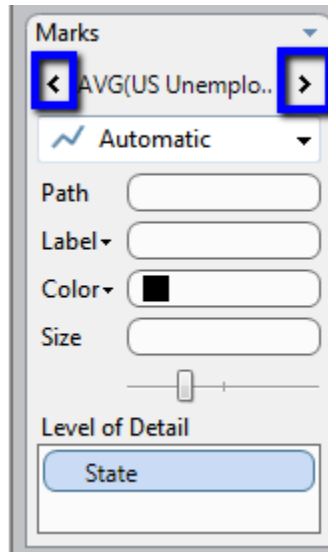 Marks
AVG(US Unemplo..
Automatic
Path
Label
Color
Size
Level of Detail
State